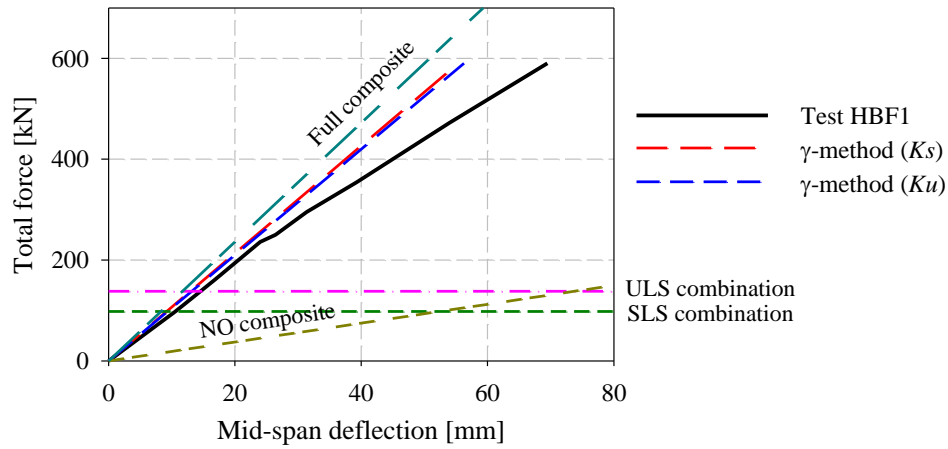 600
400
200
0
0
20
40
60
80
Total force [kN]
Mid-span deflection [mm]
Full composite
NO composite
Test HBF1
γ-method (Ks)
γ-method (Ku)
ULS combination
SLS combination